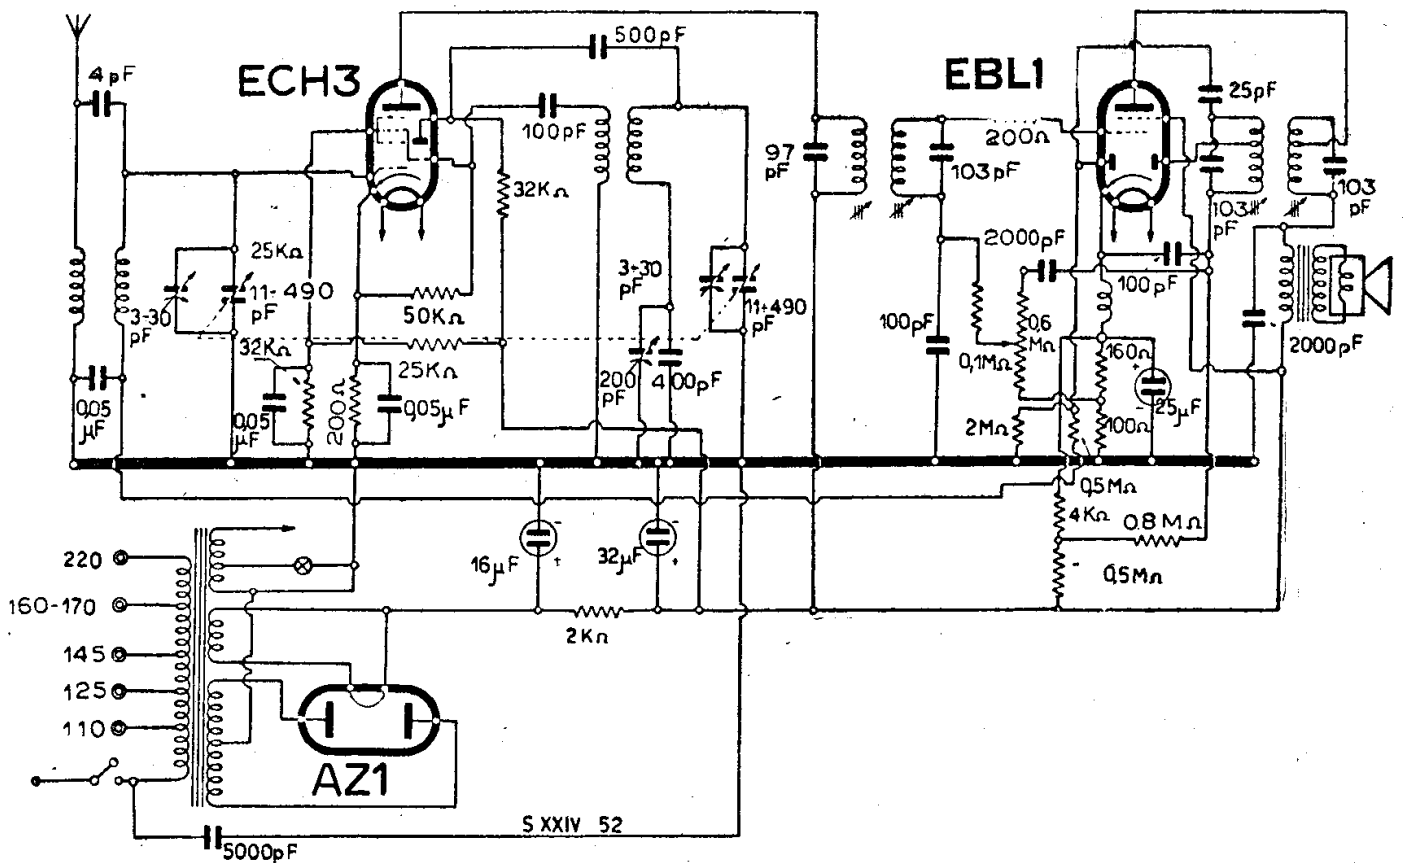 4pF
ECH3
500pF
EBL1
25pF
100pF
200Ω
97
pF
103pF
32KΩ
103
pF
103
pF
25KΩ
2000pF
3÷30
pF
11-490
pF
3-30
pF
11÷490
pF
100pF
50KΩ
100pF
0,6
MΩ
32KΩ
0,1MΩ
160Ω
+
2000pF
25KΩ
200
pF
400pF
0,05
μF
0,05
μF
200Ω
0,05μF
25μF
-
2MΩ
100Ω
0,5MΩ
4KΩ
0.8MΩ
220
16μF
-
+
32μF
-
+
0,5MΩ
160-170
2KΩ
145
125
110
AZ1
S XXIV 52
5000pF